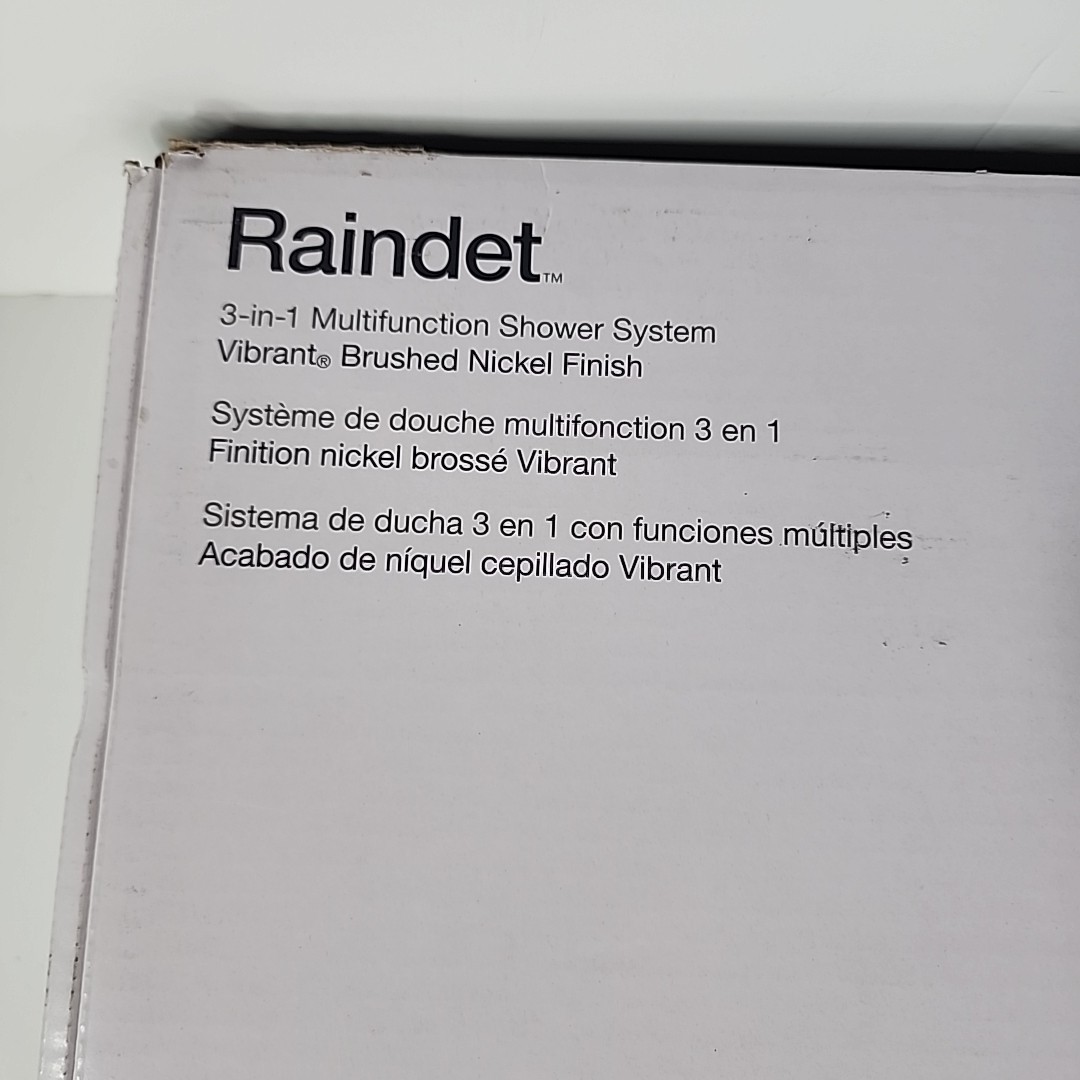 Raindet™
3-in-1 Multifunction Shower System
Vibrant® Brushed Nickel Finish
Système de douche multifonction 3 en 1
Finition nickel brossé Vibrant
Sistema de ducha 3 en 1 con funciones múltiples
Acabado de níquel cepillado Vibrant